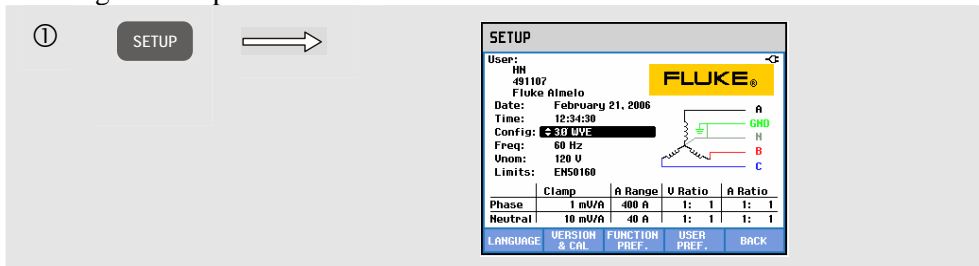 ①
SETUP
SETUP
User:
HN
491107
Fluke Almelo
FLUKE®
Date: February 21, 2006
Time: 12:34:30
Config: 3Ø WYE
Freq: 60 Hz
Vnom: 120 V
Limits: EN50160
A
GND
N
B
C
Clamp A Range V Ratio A Ratio
Phase 1 mV/A 400 A 1: 1 1: 1
Neutral 10 mV/A 40 A 1: 1 1: 1
LANGUAGE VERSION & CAL FUNCTION PREF. USER PREF. BACK